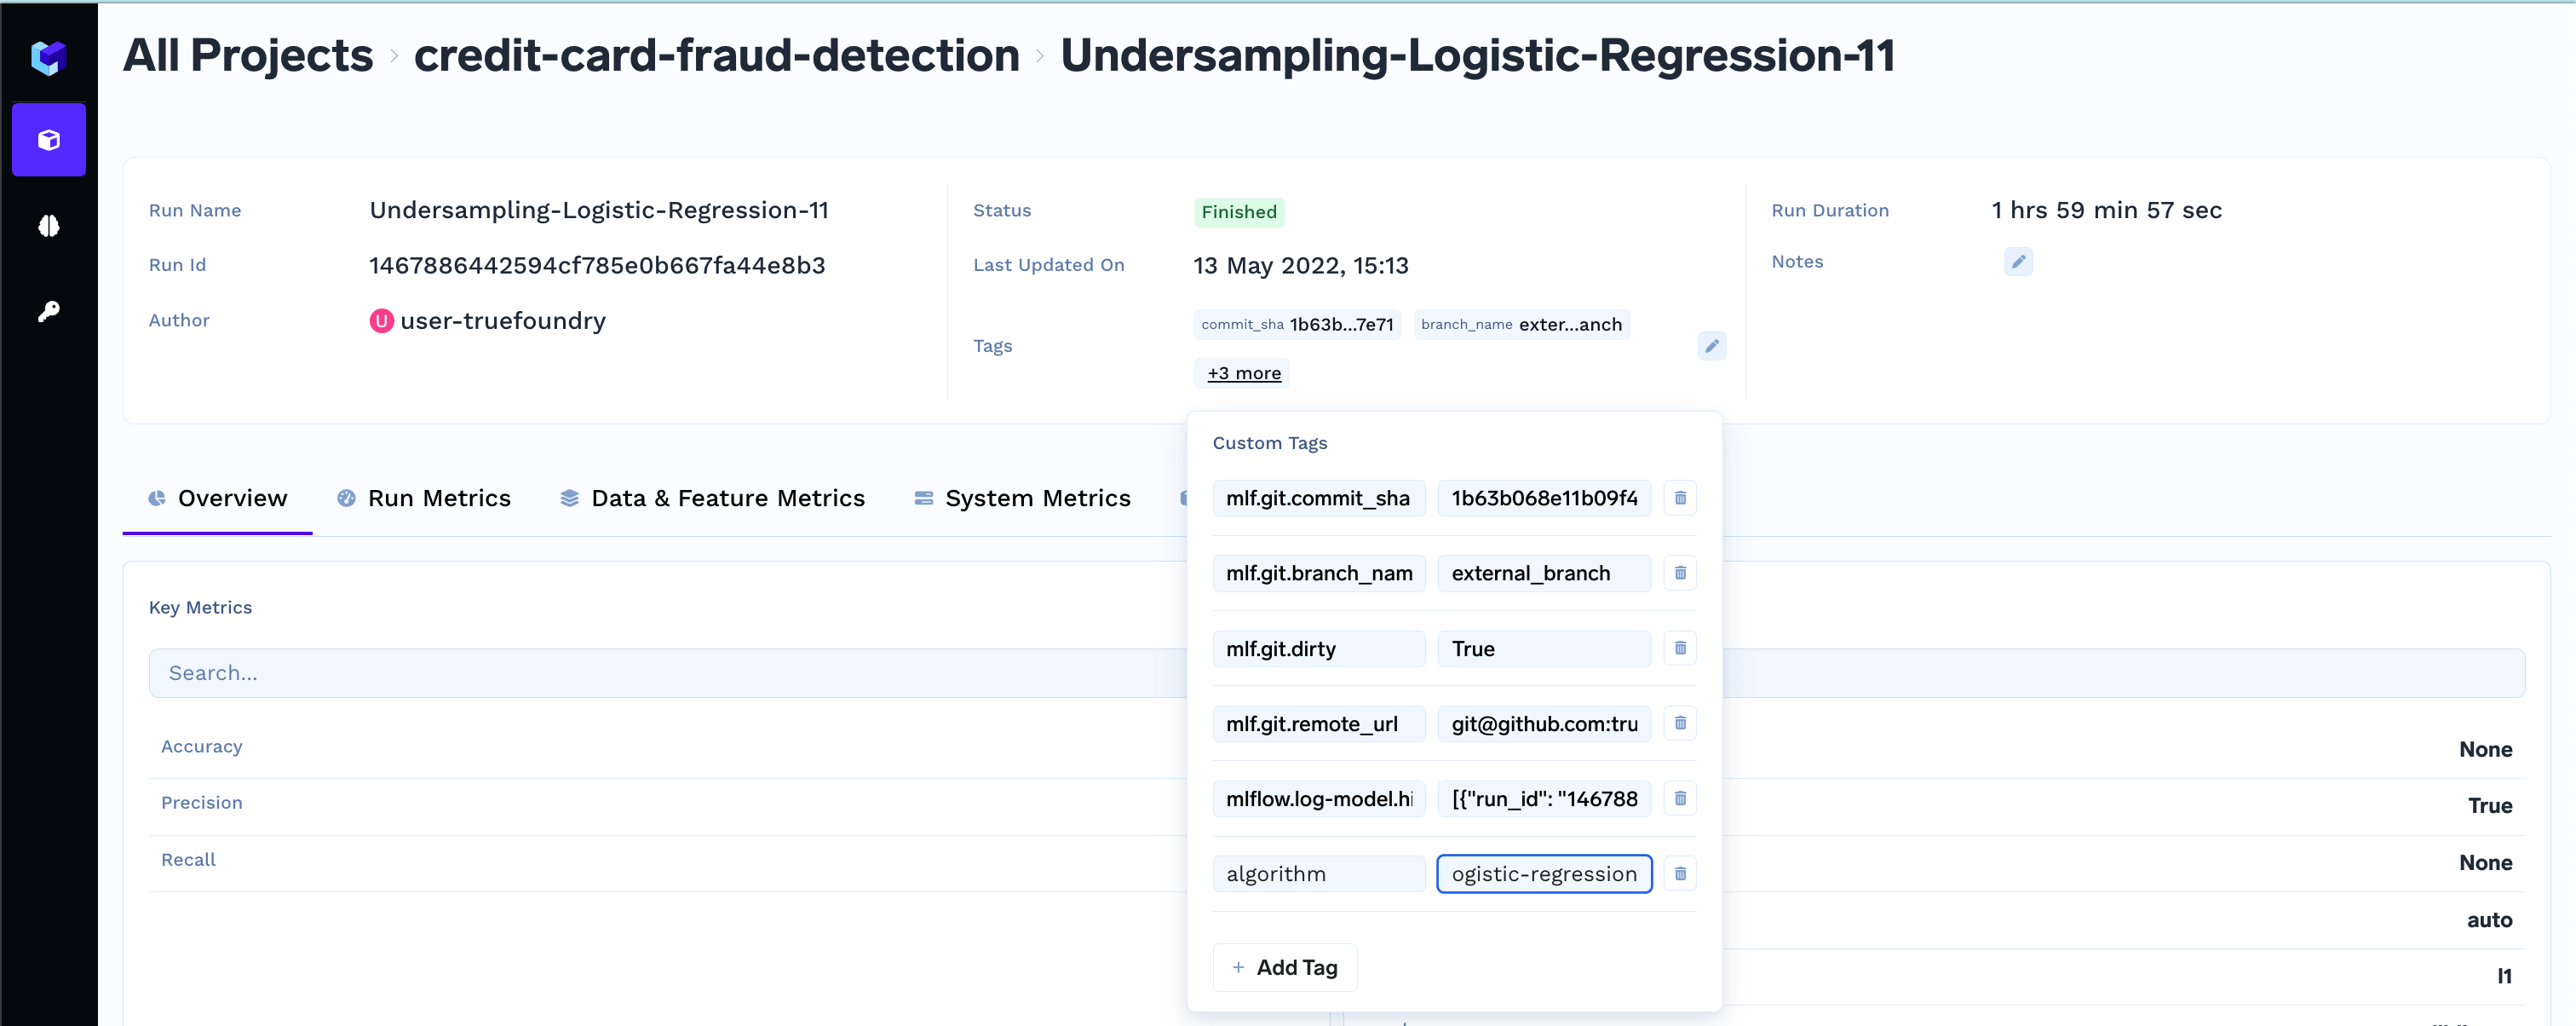 All Projects > credit-card-fraud-detection > Undersampling-Logistic-Regression-11
Run Name Undersampling-Logistic-Regression-11
Run Id 1467886442594cf785e0b667fa44e8b3
Author U user-truefoundry
Status Finished
Last Updated On 13 May 2022, 15:13
Tags commit_sha 1b63b...7e71 branch_name exter...anch
+3 more
Run Duration 1 hrs 59 min 57 sec
Notes
Overview Run Metrics Data & Feature Metrics System Metrics
Custom Tags
mlf.git.commit_sha 1b63b068e11b09f4
mlf.git.branch_nam external_branch
mlf.git.dirty True
mlf.git.remote_url git@github.com:tru
mlflow.log-model.hi [{"run_id": "146788
algorithm ogistic-regression
+ Add Tag
Key Metrics
Search...
Accuracy
Precision
Recall
None
True
None
auto
l1